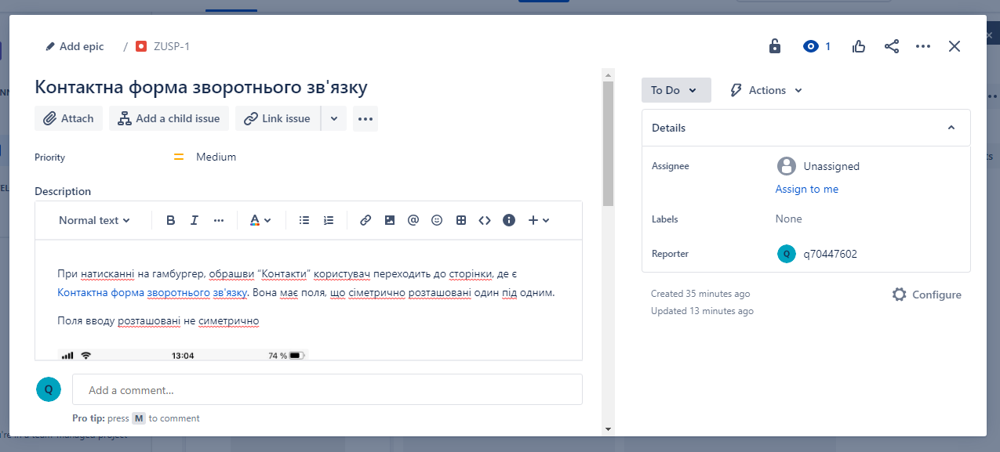 Add epic / ZUSP-1
1
Контактна форма зворотнього зв'язку
Attach Add a child issue Link issue
Priority Medium
Description
Normal text B I A
При натисканні на гамбургер, обрашви “Контакти” користувач переходить до сторінки, де є
Контактна форма зворотнього зв'язку. Вона має поля, що сіметрично розташовані один під одним.
Поля вводу розташовані не симетрично
13:04 74 %
Q Add a comment…
Pro tip: press M to comment
To Do Actions
Details
Assignee Unassigned
Assign to me
Labels None
Reporter Q q70447602
Created 35 minutes ago Configure
Updated 13 minutes ago